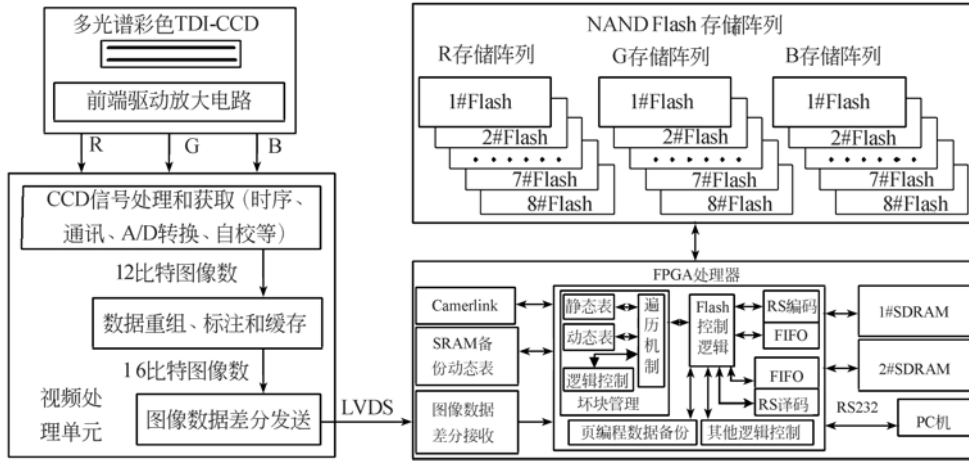 多光谱彩色TDI-CCD
前端驱动放大电路
R
G
B
CCD信号处理和获取(时序、
通讯、A/D转换、自校等)
12比特图像数
数据重组、标注和缓存
16比特图像数
图像数据差分发送
视频处
理单元
LVDS
NAND Flash 存储阵列
R存储阵列
G存储阵列
B存储阵列
1#Flash
2#Flash
······
7#Flash
8#Flash
1#Flash
2#Flash
······
7#Flash
8#Flash
1#Flash
2#Flash
······
7#Flash
8#Flash
FPGA处理器
Camerlink
SRAM备
份动态表
图像数据
差分接收
静态表
动态表
逻辑控制
遍
历
机
制
坏块管理
Flash
控制
逻辑
RS编码
FIFO
FIFO
RS译码
页编程数据备份
其他逻辑控制
1#SDRAM
2#SDRAM
RS232
PC机